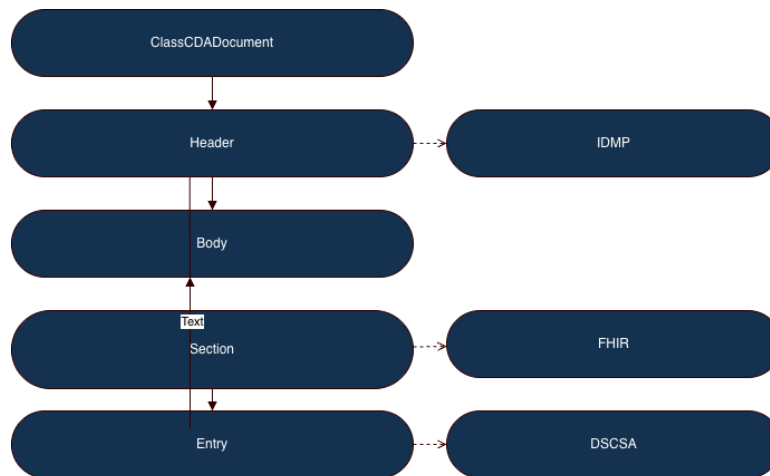 ClassCDADocument
Header
IDMP
Body
Text
Section
FHIR
Entry
DSCSA